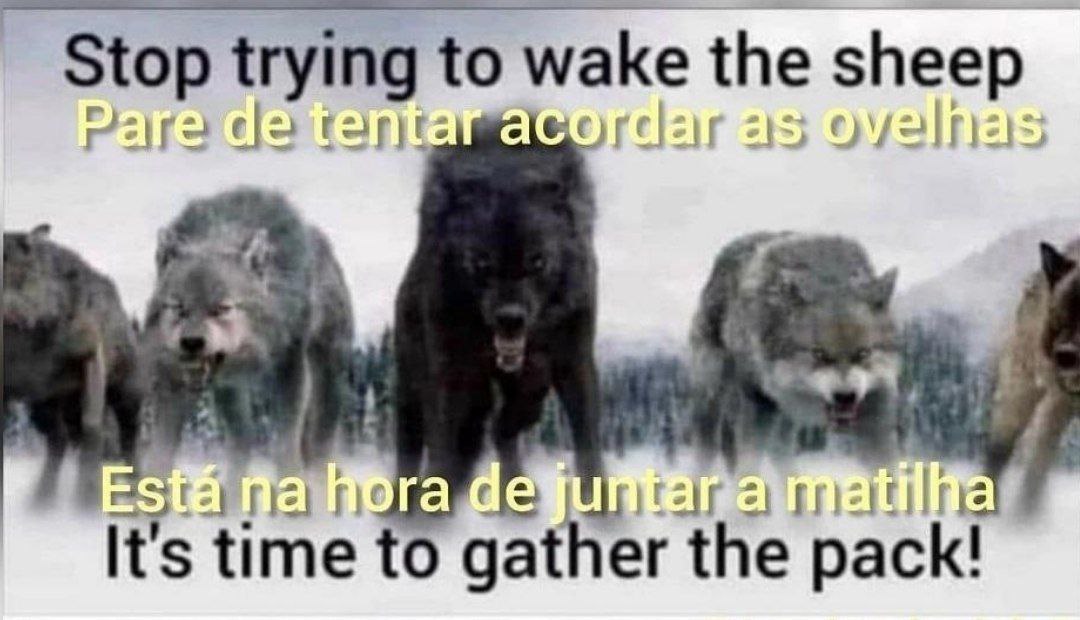 Stop trying to wake the sheep
Pare de tentar acordar as ovelhas
Está na hora de juntar a matilha
It's time to gather the pack!